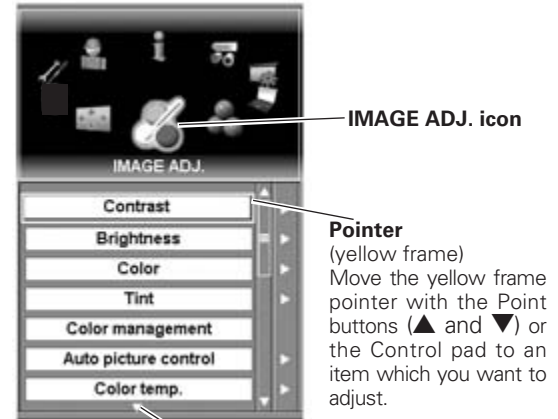 IMAGE ADJ. icon
IMAGE ADJ.
Contrast
Brightness
Color
Tint
Color management
Auto picture control
Color temp.
Pointer
(yellow frame)
Move the yellow frame
pointer with the Point
buttons (▲ and ▼) or
the Control pad to an
item which you want to
adjust.